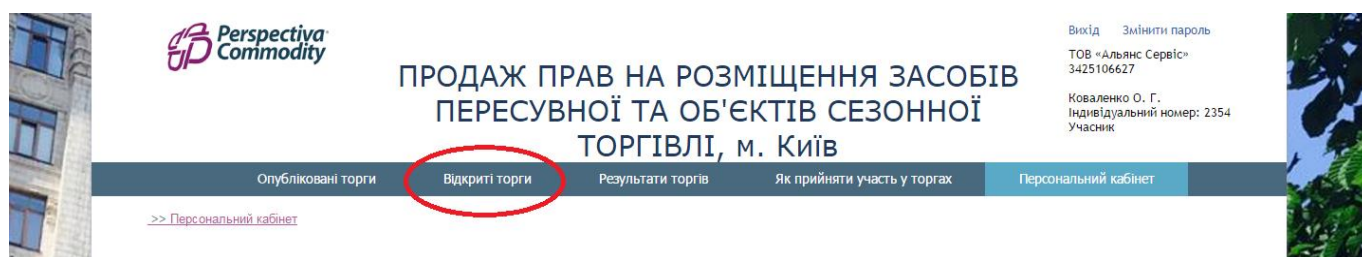 Perspectiva
Commodity
ПРОДАЖ ПРАВ НА РОЗМІЩЕННЯ ЗАСОБІВ
ПЕРЕСУВНОЇ ТА ОБ'ЄКТІВ СЕЗОННОЇ
ТОРГІВЛІ, м. Київ
Вихід Змінити пароль
ТОВ «Альянс Сервіс»
3425106627
Коваленко О. Г.
Індивідуальний номер: 2354
Учасник
Опубліковані торги Відкриті торги Результати торгів Як прийняти участь у торгах Персональний кабінет
>> Персональний кабінет